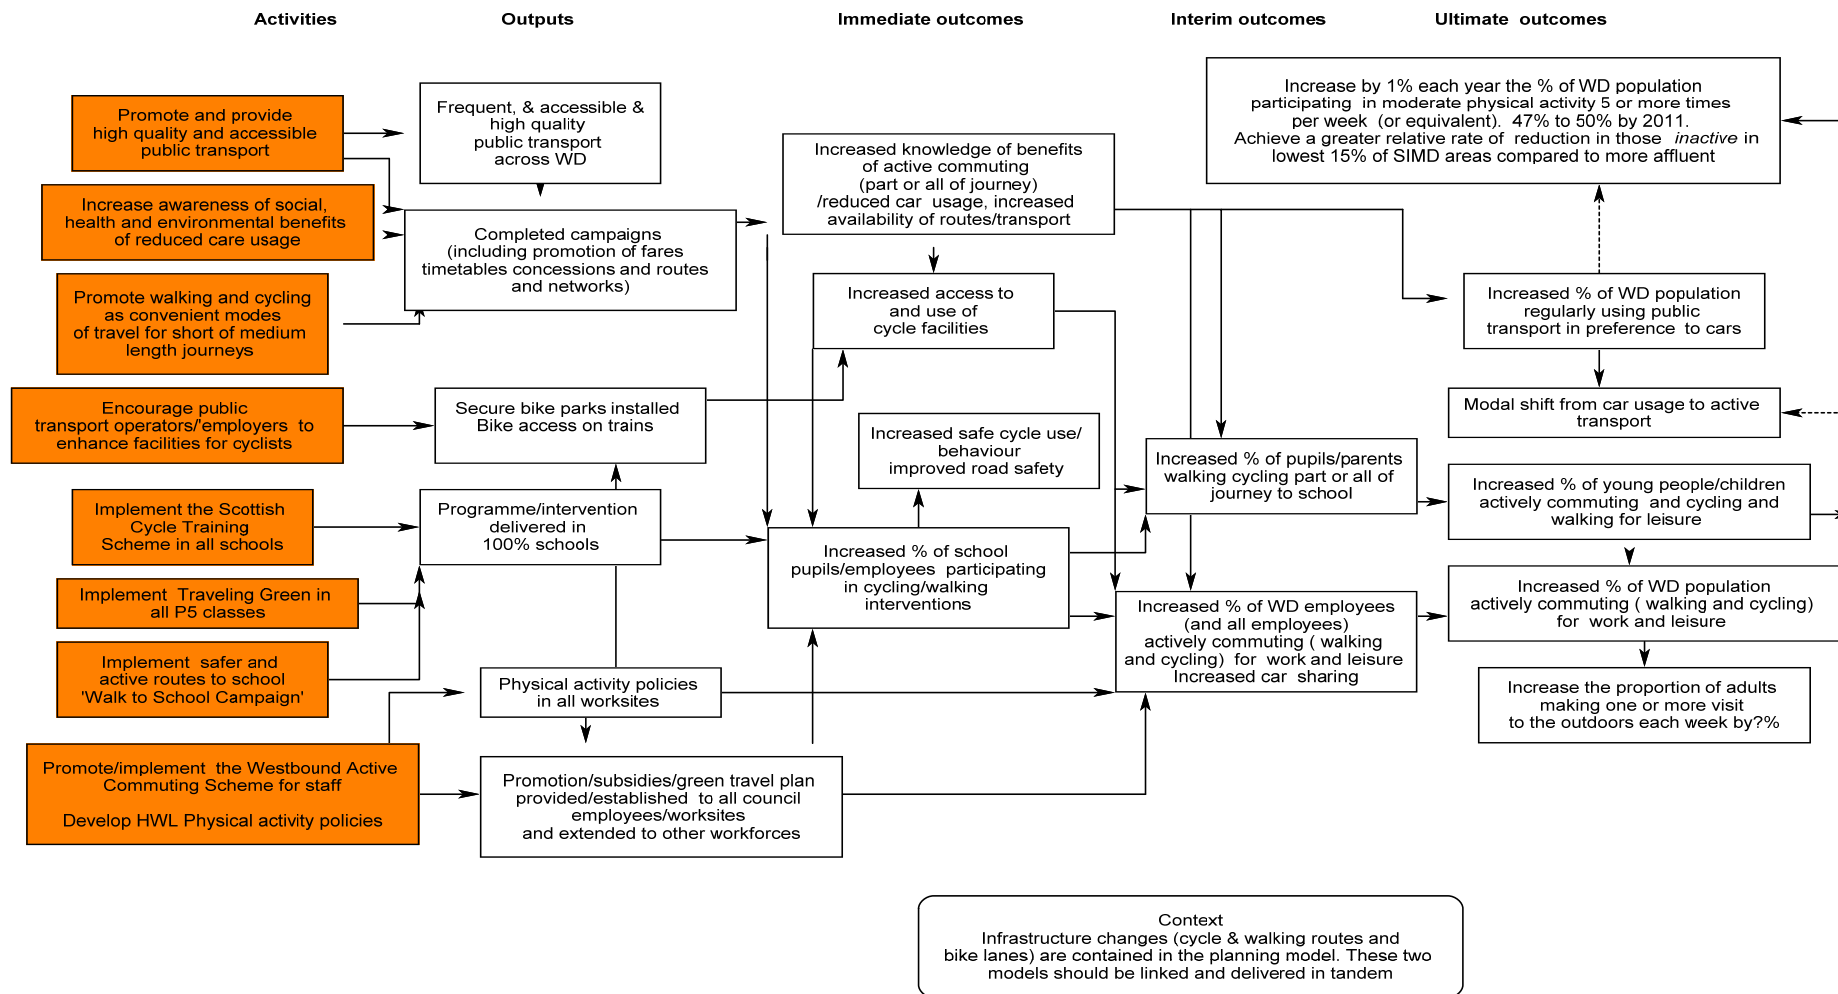 Activities
Outputs
Immediate outcomes
Interim outcomes
Ultimate outcomes
Promote and provide
high quality and accessible
public transport
Increase awareness of social,
health and environmental benefits
of reduced care usage
Promote walking and cycling
as convenient modes
of travel for short of medium
length journeys
Encourage public
transport operators/'employers to
enhance facilities for cyclists
Implement the Scottish
Cycle Training
Scheme in all schools
Implement Traveling Green in
all P5 classes
Implement safer and
active routes to school
'Walk to School Campaign'
Promote/implement the Westbound Active
Commuting Scheme for staff
Develop HWL Physical activity policies
Frequent, & accessible &
high quality
public transport
across WD
Completed campaigns
(including promotion of fares
timetables concessions and routes
and networks)
Secure bike parks installed
Bike access on trains
Programme/intervention
delivered in
100% schools
Physical activity policies
in all worksites
Promotion/subsidies/green travel plan
provided/established to all council
employees/worksites
and extended to other workforces
Increased knowledge of benefits
of active commuting
(part or all of journey)
/reduced car usage, increased
availability of routes/transport
Increased access to
and use of
cycle facilities
Increased safe cycle use/
behaviour
improved road safety
Increased % of school
pupils/employees participating
in cycling/walking
interventions
Increased % of pupils/parents
walking cycling part or all of
journey to school
Increased % of WD employees
(and all employees)
actively commuting ( walking
and cycling) for work and leisure
Increased car sharing
Increase by 1% each year the % of WD population
participating in moderate physical activity 5 or more times
per week (or equivalent). 47% to 50% by 2011.
Achieve a greater relative rate of reduction in those inactive in
lowest 15% of SIMD areas compared to more affluent
Increased % of WD population
regularly using public
transport in preference to cars
Modal shift from car usage to active
transport
Increased % of young people/children
actively commuting and cycling and
walking for leisure
Increased % of WD population
actively commuting ( walking and cycling)
for work and leisure
Increase the proportion of adults
making one or more visit
to the outdoors each week by?%
Context
Infrastructure changes (cycle & walking routes and
bike lanes) are contained in the planning model. These two
models should be linked and delivered in tandem